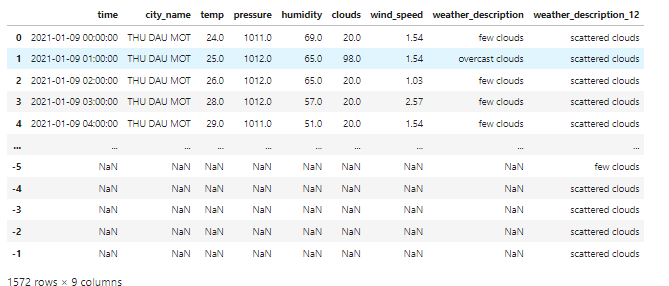 time city_name temp pressure humidity clouds wind_speed weather_description weather_description_12
0 2021-01-09 00:00:00 THU DAU MOT 24.0 1011.0 69.0 20.0 1.54 few clouds scattered clouds
1 2021-01-09 01:00:00 THU DAU MOT 25.0 1012.0 65.0 98.0 1.54 overcast clouds scattered clouds
2 2021-01-09 02:00:00 THU DAU MOT 26.0 1012.0 65.0 20.0 1.03 few clouds scattered clouds
3 2021-01-09 03:00:00 THU DAU MOT 28.0 1012.0 57.0 20.0 2.57 few clouds scattered clouds
4 2021-01-09 04:00:00 THU DAU MOT 29.0 1011.0 51.0 20.0 1.54 few clouds scattered clouds
... ... ... ... ... ... ... ... ... ...
-5 NaN NaN NaN NaN NaN NaN NaN NaN few clouds
-4 NaN NaN NaN NaN NaN NaN NaN NaN scattered clouds
-3 NaN NaN NaN NaN NaN NaN NaN NaN scattered clouds
-2 NaN NaN NaN NaN NaN NaN NaN NaN scattered clouds
-1 NaN NaN NaN NaN NaN NaN NaN NaN scattered clouds
1572 rows × 9 columns